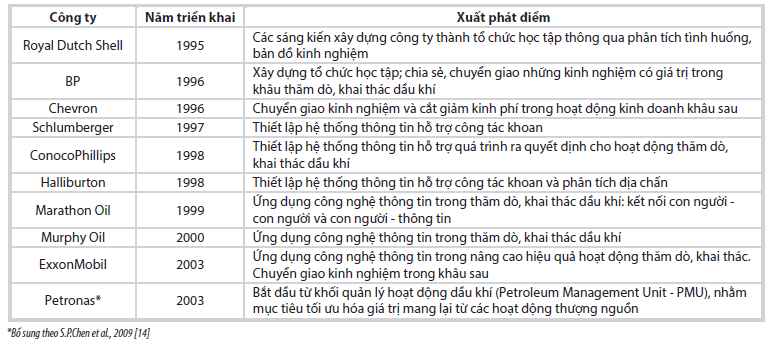 Công ty Năm triển khai Xuất phát điểm
Royal Dutch Shell 1995 Các sáng kiến xây dựng công ty thành tổ chức học tập thông qua phân tích tình huống,
bản đồ kinh nghiệm
BP 1996 Xây dựng tổ chức học tập; chia sẻ, chuyển giao những kinh nghiệm có giá trị trong
khâu thăm dò, khai thác dầu khí
Chevron 1996 Chuyển giao kinh nghiệm và cắt giảm kinh phí trong hoạt động kinh doanh khâu sau
Schlumberger 1997 Thiết lập hệ thống thông tin hỗ trợ công tác khoan
ConocoPhillips 1998 Thiết lập hệ thống thông tin hỗ trợ quá trình ra quyết định cho hoạt động thăm dò,
khai thác dầu khí
Halliburton 1998 Thiết lập hệ thống thông tin hỗ trợ công tác khoan và phân tích địa chấn
Marathon Oil 1999 Ứng dụng công nghệ thông tin trong thăm dò, khai thác dầu khí: kết nối con người -
con người và con người - thông tin
Murphy Oil 2000 Ứng dụng công nghệ thông tin trong thăm dò, khai thác dầu khí
ExxonMobil 2003 Ứng dụng công nghệ thông tin trong nâng cao hiệu quả hoạt động thăm dò, khai thác.
Chuyển giao kinh nghiệm trong khâu sau
Petronas* 2003 Bắt đầu từ khối quản lý hoạt động dầu khí (Petroleum Management Unit - PMU), nhằm
mục tiêu tối ưu hóa giá trị mang lại từ các hoạt động thượng nguồn
*Bổ sung theo S.P.Chen et al., 2009 [14]